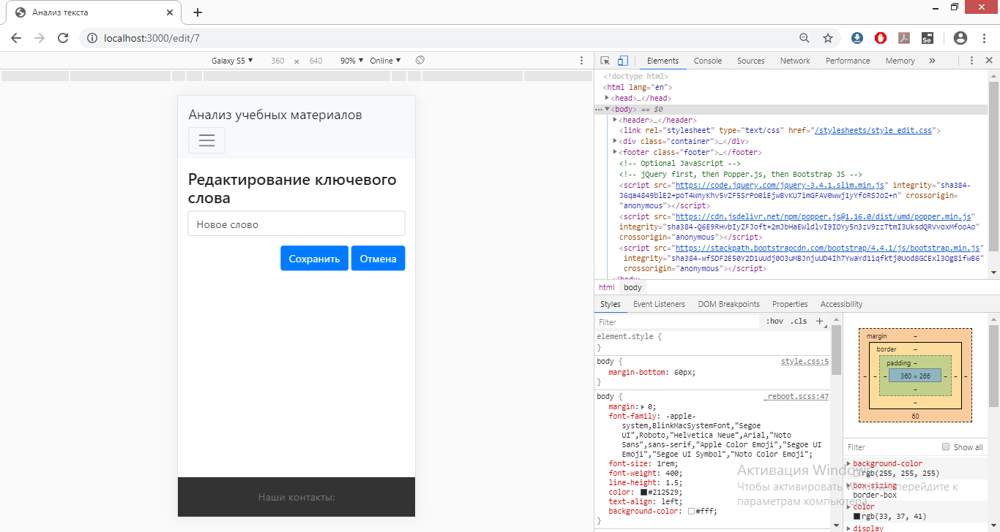 Анализ текста
localhost:3000/edit/7
Galaxy S5 ▼ 360 × 640 90% ▼ Online ▼
Анализ учебных материалов
Редактирование ключевого
слова
Новое слово
Сохранить Отмена
Наши контакты:
Elements Console Sources Network Performance Memory »
<!doctype html>
<html lang="en">
▶<head>…</head>
…▼<body> == $0
▶<header>…</header>
<link rel="stylesheet" type="text/css" href="/stylesheets/style_edit.css">
▶<div class="container">…</div>
▶<footer class="footer">…</footer>
<!-- Optional JavaScript -->
<!-- jQuery first, then Popper.js, then Bootstrap JS -->
<script src="https://code.jquery.com/jquery-3.4.1.slim.min.js" integrity="sha384-
J6qa4849blE2+poT4WnyKhv5vZF5SrPo0iEjwBvKU7imGFAV0wwj1yYfoRSJoZ+n" crossorigin=
"anonymous"></script>
<script src="https://cdn.jsdelivr.net/npm/popper.js@1.16.0/dist/umd/popper.min.js"
integrity="sha384-Q6E9RHvbIyZFJoft+2mJbHaEWldlvI9IOYy5n3zV9zzTtmI3UksdQRVvoxMfooAo"
crossorigin="anonymous"></script>
<script src="https://stackpath.bootstrapcdn.com/bootstrap/4.4.1/js/bootstrap.min.js"
integrity="sha384-wfSDF2E50Y2D1uUdj0O3uMBJnjuUD4Ih7YwaYd1iqfktj0Uod8GCExl3Og8ifwB6"
crossorigin="anonymous"></script>
</body>
html body
Styles Event Listeners DOM Breakpoints Properties Accessibility
Filter :hov .cls +
element.style {
}
body { style.css:5
margin-bottom: 60px;
}
body { _reboot.scss:47
margin:▶ 0;
font-family: -apple-
system,BlinkMacSystemFont,"Segoe
UI",Roboto,"Helvetica Neue",Arial,"Noto
Sans",sans-serif,"Apple Color Emoji","Segoe UI
Emoji","Segoe UI Symbol","Noto Color Emoji";
font-size: 1rem;
font-weight: 400;
line-height: 1.5;
color: #212529;
text-align: left;
background-color: #fff;
}
margin –
border –
padding –
– – – 360 × 266 – – –
–
–
60
Filter Show all
background-color
rgb(255, 255, 255)
box-sizing
border-box
color
rgb(33, 37, 41)
display
Активация Windows
Чтобы активировать Windows, перейдите к
параметрам компьютера.